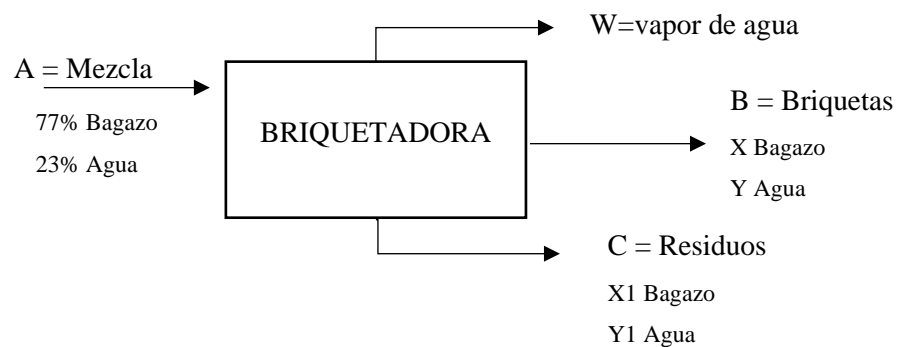 W=vapor de agua
A = Mezcla
77% Bagazo
23% Agua
BRIQUETADORA
B = Briquetas
X Bagazo
Y Agua
C = Residuos
X1 Bagazo
Y1 Agua